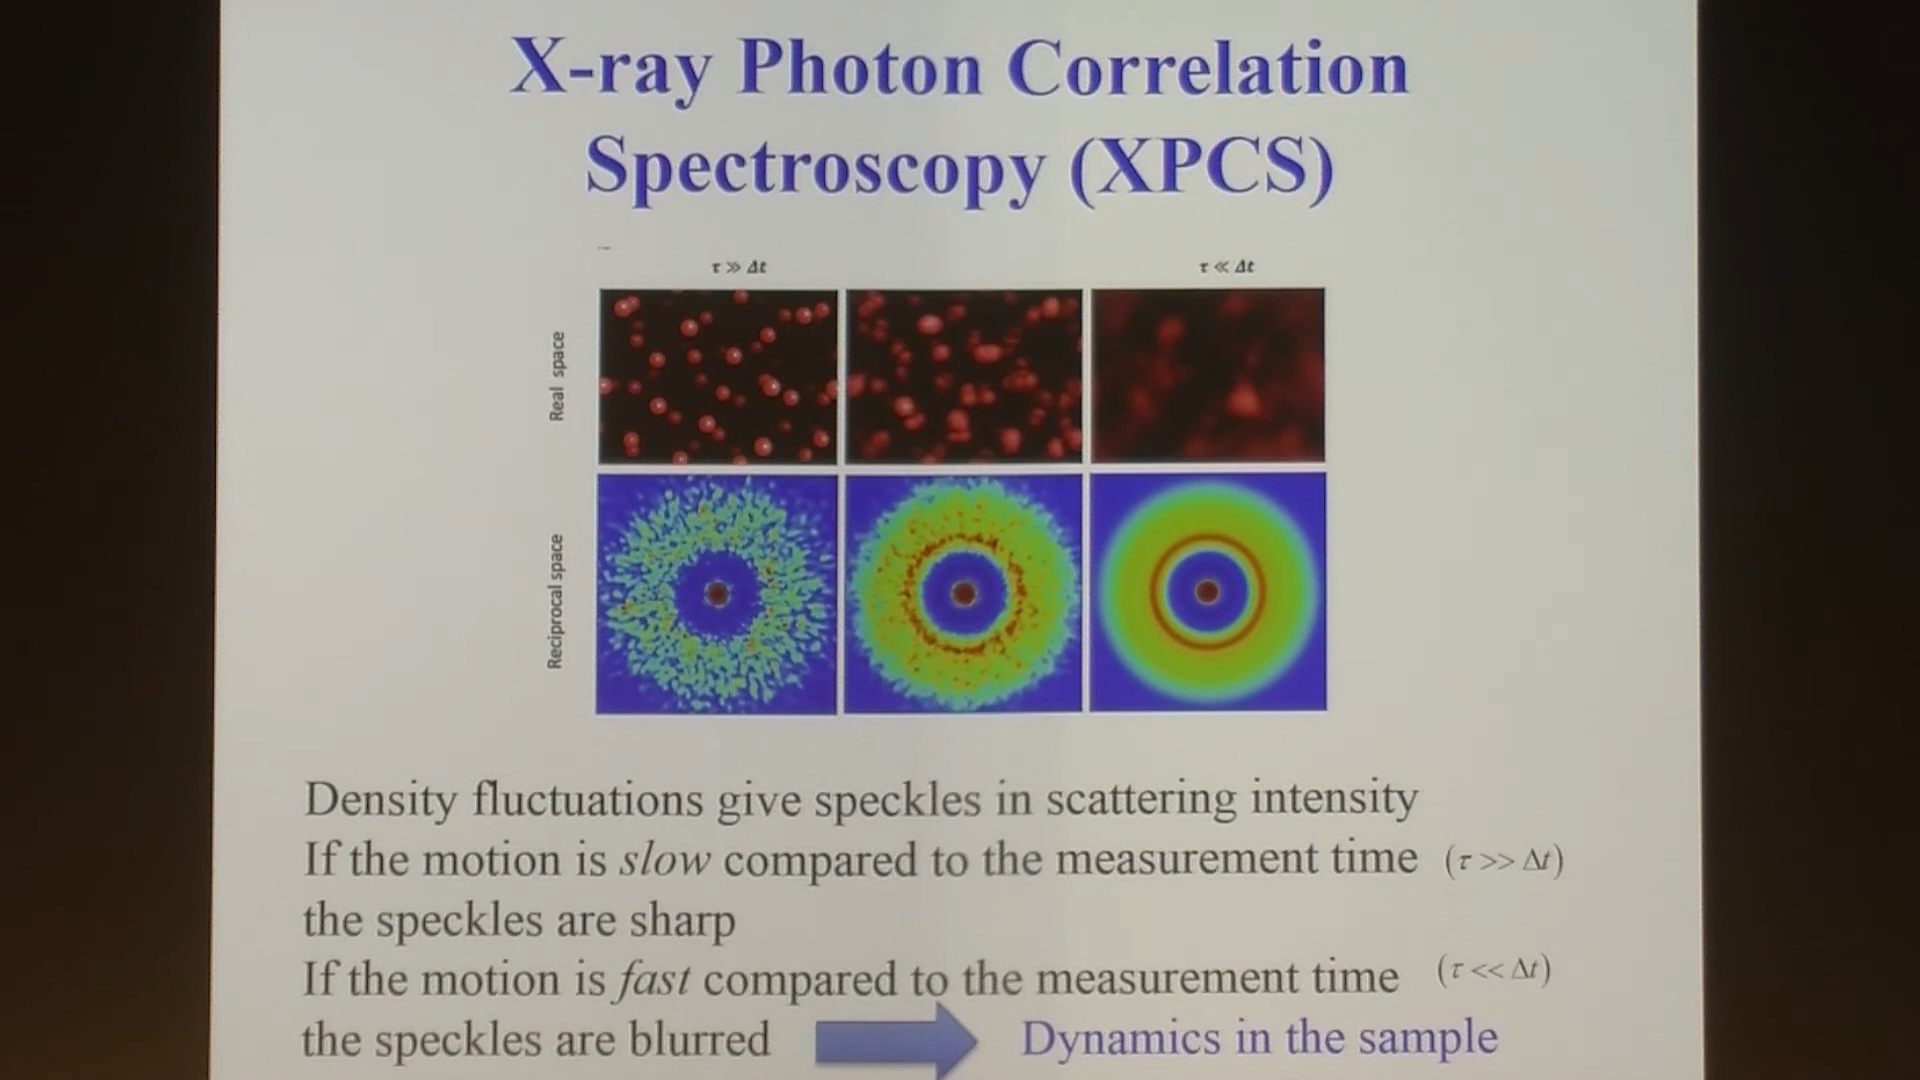 X-ray Photon Correlation
Spectroscopy (XPCS)
τ ≫ Δt
τ ≪ Δt
Real space
Reciprocal space
Density fluctuations give speckles in scattering intensity
If the motion is slow compared to the measurement time (τ >> Δt)
the speckles are sharp
If the motion is fast compared to the measurement time (τ << Δt)
the speckles are blurred
Dynamics in the sample